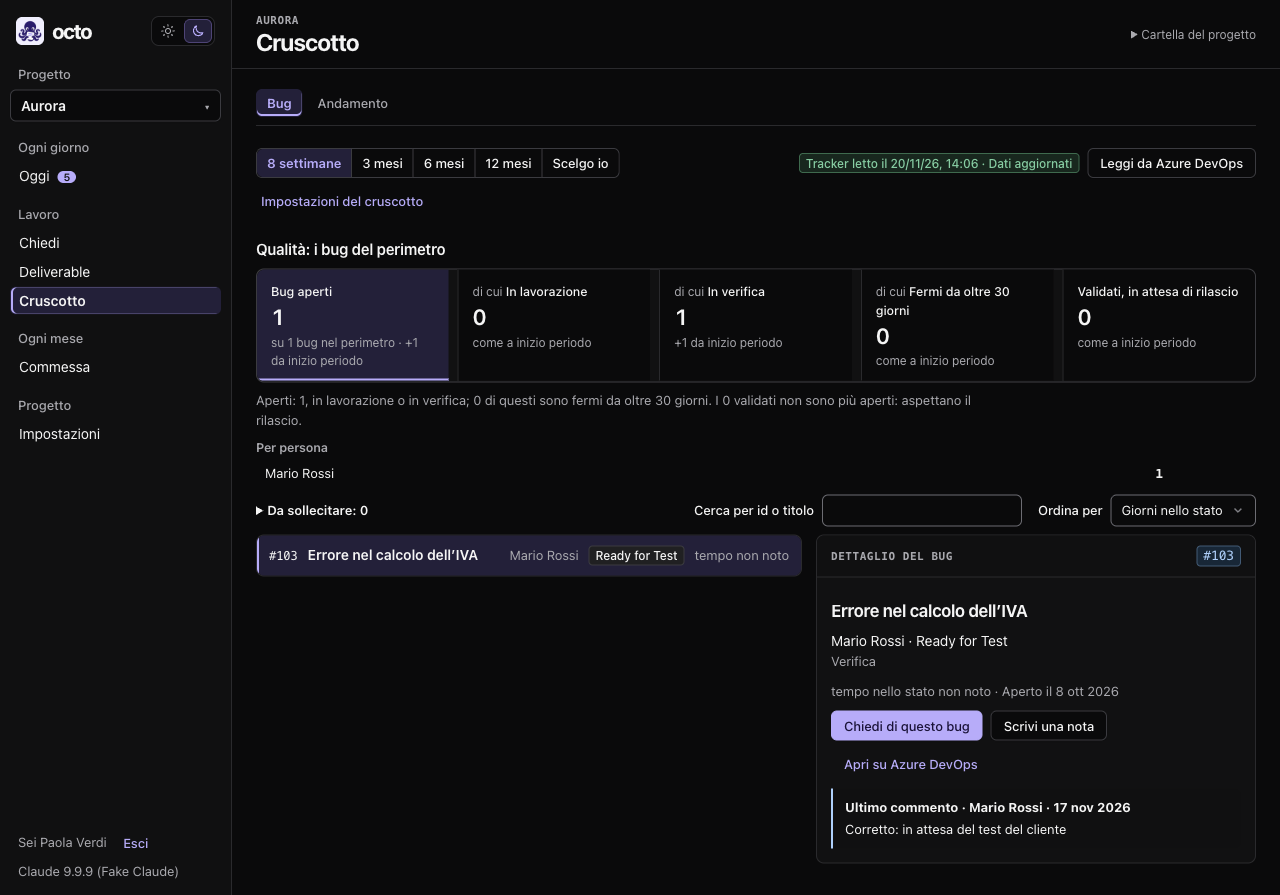 octo
Progetto
Aurora
Ogni giorno
Oggi 5
Lavoro
Chiedi
Deliverable
Cruscotto
Ogni mese
Commessa
Progetto
Impostazioni
Sei Paola Verdi Esci
Claude 9.9.9 (Fake Claude)
AURORA
Cruscotto
Cartella del progetto
Bug Andamento
8 settimane 3 mesi 6 mesi 12 mesi Scelgo io
Tracker letto il 20/11/26, 14:06 · Dati aggiornati
Leggi da Azure DevOps
Impostazioni del cruscotto
Qualità: i bug del perimetro
Bug aperti
1
su 1 bug nel perimetro · +1
da inizio periodo
di cui In lavorazione
0
come a inizio periodo
di cui In verifica
1
+1 da inizio periodo
di cui Fermi da oltre 30
giorni
0
come a inizio periodo
Validati, in attesa di rilascio
0
come a inizio periodo
Aperti: 1, in lavorazione o in verifica; 0 di questi sono fermi da oltre 30 giorni. I 0 validati non sono più aperti: aspettano il
rilascio.
Per persona
Mario Rossi 1
Da sollecitare: 0
Cerca per id o titolo
Ordina per Giorni nello stato
#103 Errore nel calcolo dell’IVA Mario Rossi Ready for Test tempo non noto
DETTAGLIO DEL BUG #103
Errore nel calcolo dell’IVA
Mario Rossi · Ready for Test
Verifica
tempo nello stato non noto · Aperto il 8 ott 2026
Chiedi di questo bug Scrivi una nota
Apri su Azure DevOps
Ultimo commento · Mario Rossi · 17 nov 2026
Corretto: in attesa del test del cliente